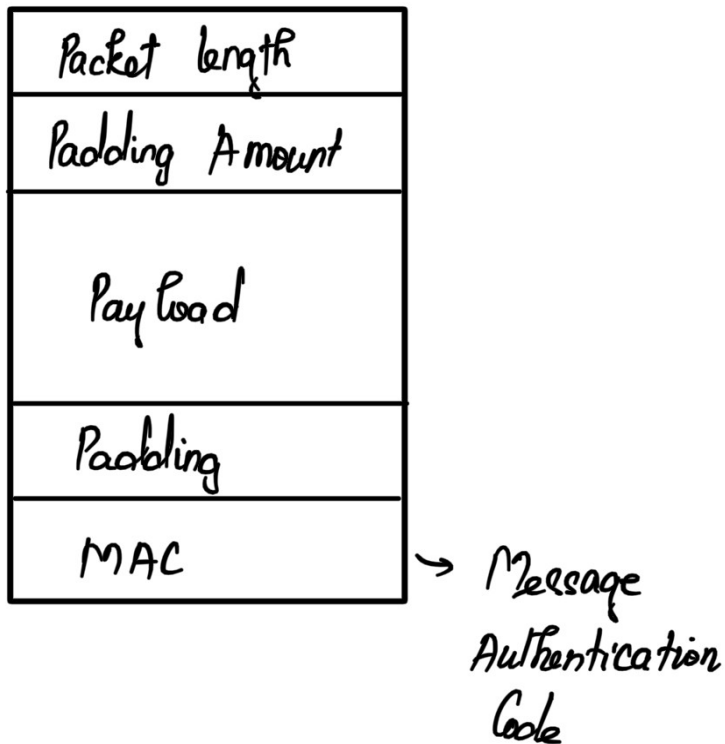 Packet length
Padding Amount
Payload
Padding
MAC
Message
Authentication
Code